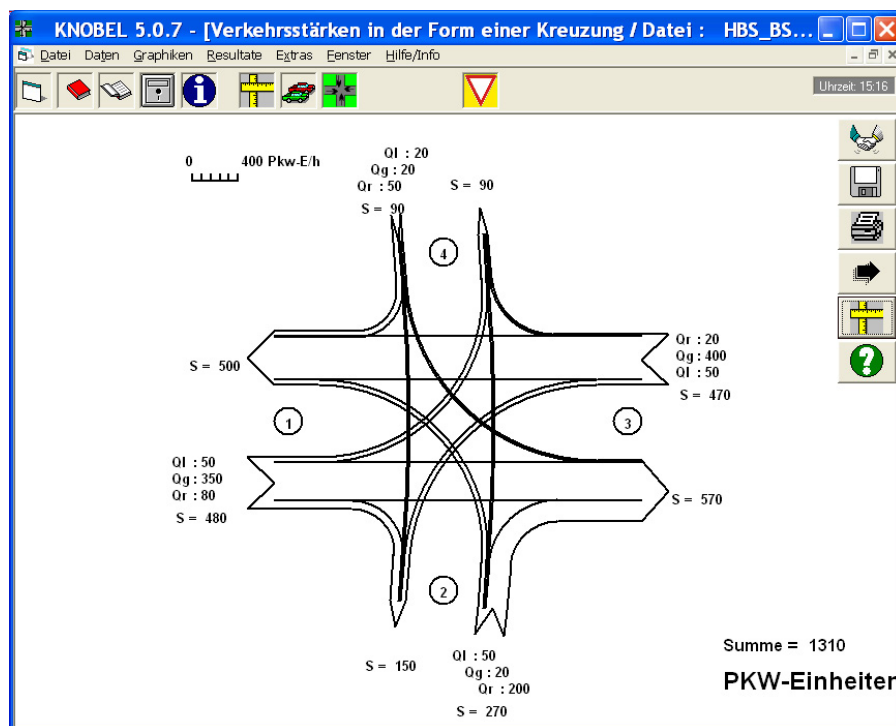 KNOBEL 5.0.7 - [Verkehrsstärken in der Form einer Kreuzung / Datei : HBS_BS...
Datei Daten Graphiken Resultate Extras Fenster Hilfe/Info
Uhrzeit: 15:16
0 400 Pkw-E/h
Ql : 20
Qg : 20
Qr : 50
S = 90
S = 90
4
Qr : 20
Qg : 400
Ql : 50
S = 470
S = 500
1
3
Ql : 50
Qg : 350
Qr : 80
S = 480
S = 570
2
S = 150
Ql : 50
Qg : 20
Qr : 200
S = 270
Summe = 1310
PKW-Einheiten